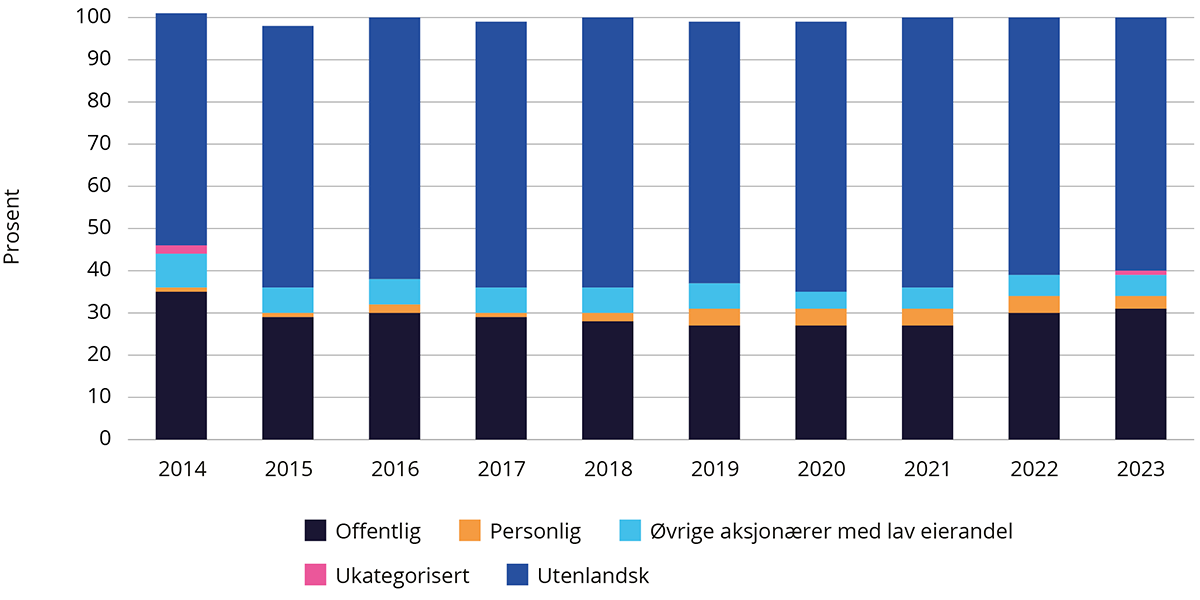 Prosent
100
90
80
70
60
50
40
30
20
10
0
2014 2015 2016 2017 2018 2019 2020 2021 2022 2023
Offentlig Personlig Øvrige aksjonærer med lav eierandel
Ukategorisert Utenlandsk